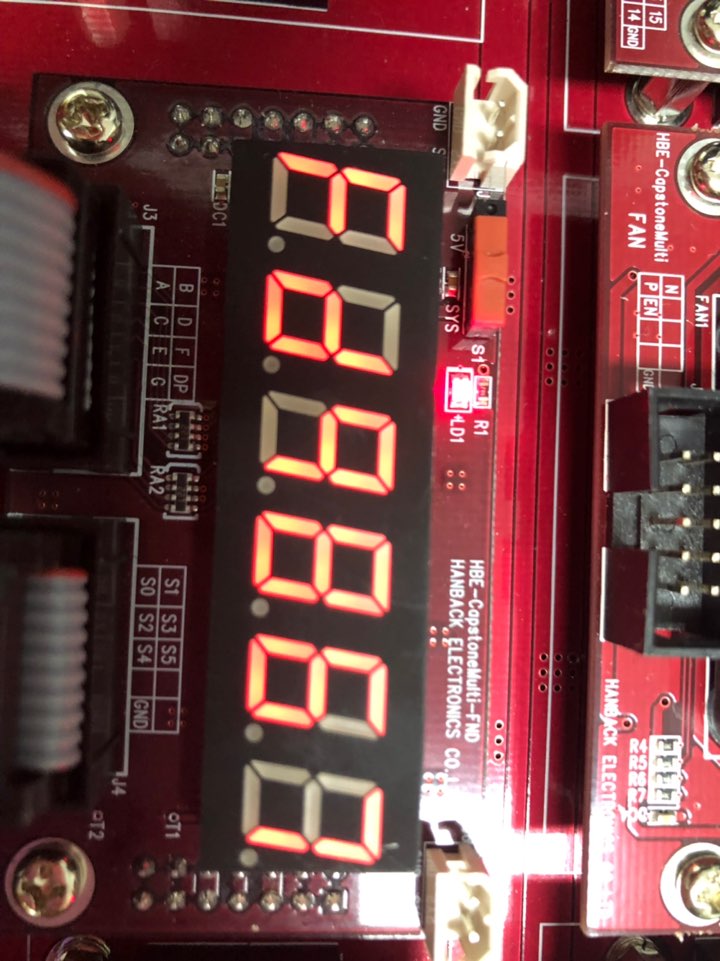 Fd9867
GND
5V
SYS
S1
R1
LD1
DC1
J3
B D F DP
A C E G
RA1
RA2
HBE-CapstoneMulti-FND
HANBACK ELECTRONICS CO.
S1 S3 S5
S0 S2 S4
GND
J4
T1
T2
15
14 GND
HBE-CapstoneMulti
FAN
N
P EN
FAN1
HANBACK
R4
R5
R6
R7